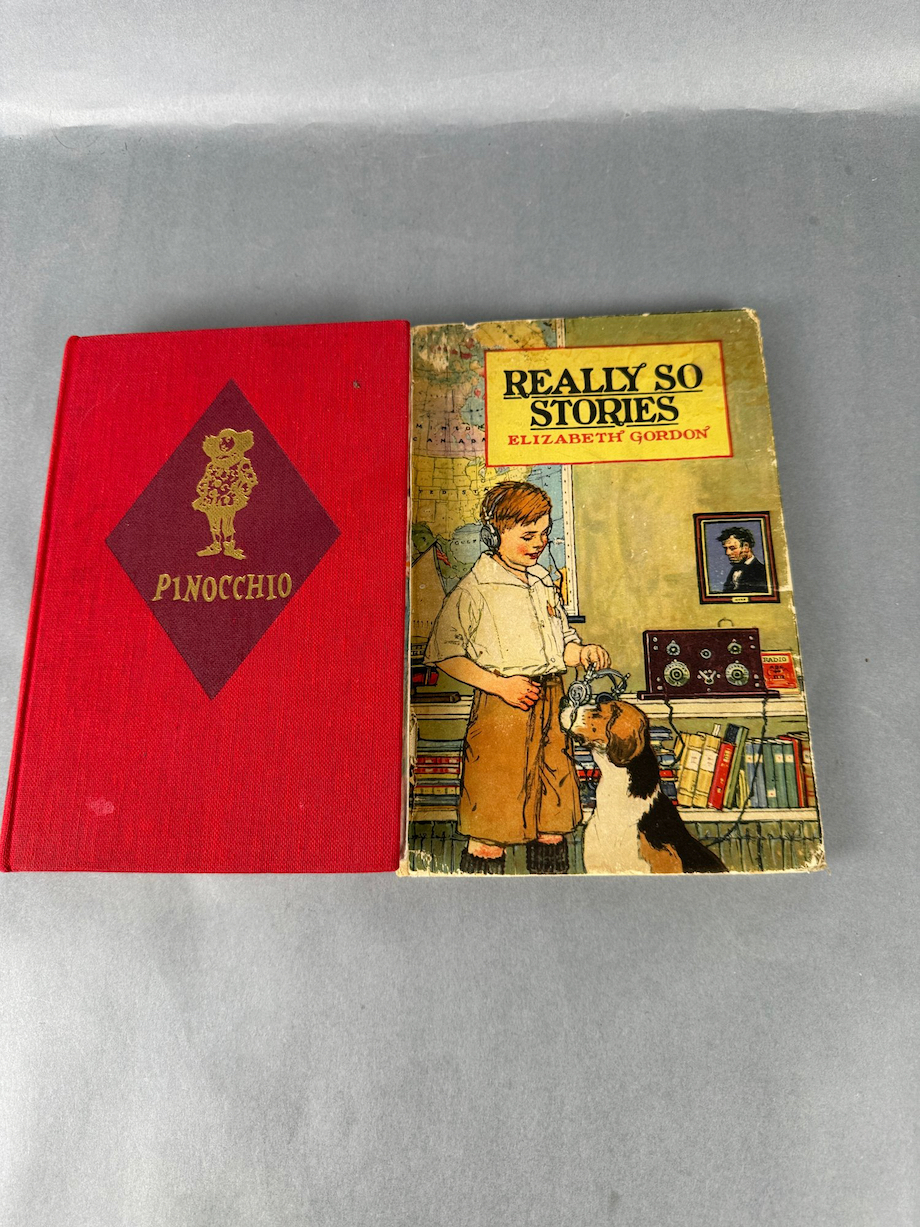 PINOCCHIO
REALLY SO
STORIES
ELIZABETH GORDON
RADIO